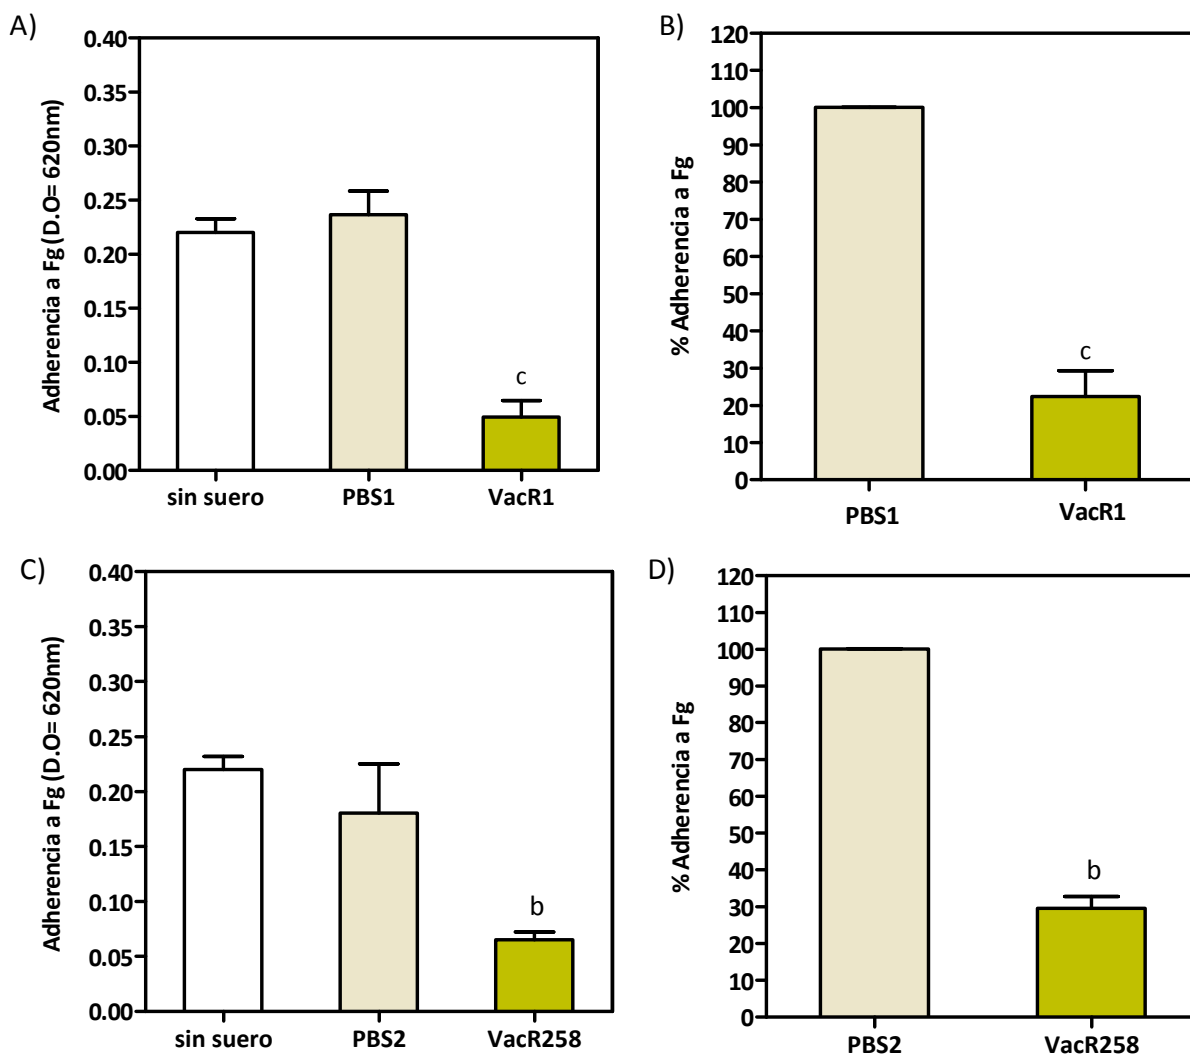 A)
Adherencia a Fg (D.O= 620nm)
0.40
0.35
0.30
0.25
0.20
0.15
0.10
0.05
0.00
c
sin suero PBS1 VacR1
B)
% Adherencia a Fg
120
110
100
90
80
70
60
50
40
30
20
10
0
c
PBS1 VacR1
C)
Adherencia a Fg (D.O= 620nm)
0.40
0.35
0.30
0.25
0.20
0.15
0.10
0.05
0.00
b
sin suero PBS2 VacR258
D)
% Adherencia a Fg
120
110
100
90
80
70
60
50
40
30
20
10
0
b
PBS2 VacR258